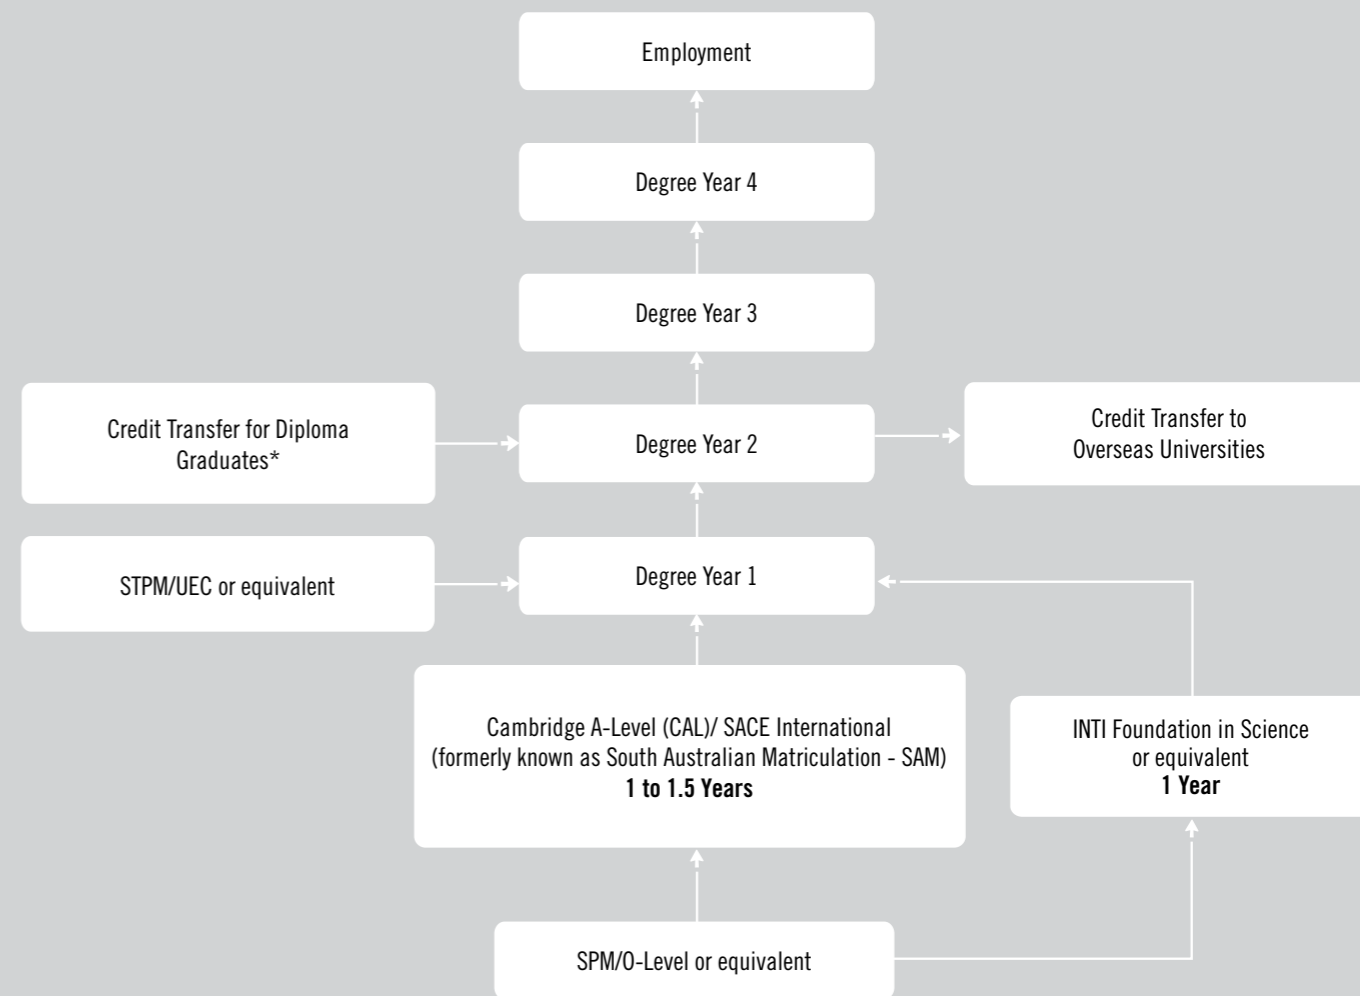 Employment
Degree Year 4
Degree Year 3
Credit Transfer for Diploma
Graduates*
Degree Year 2
Credit Transfer to
Overseas Universities
STPM/UEC or equivalent
Degree Year 1
Cambridge A-Level (CAL)/ SACE International
(formerly known as South Australian Matriculation - SAM)
1 to 1.5 Years
INTI Foundation in Science
or equivalent
1 Year
SPM/O-Level or equivalent